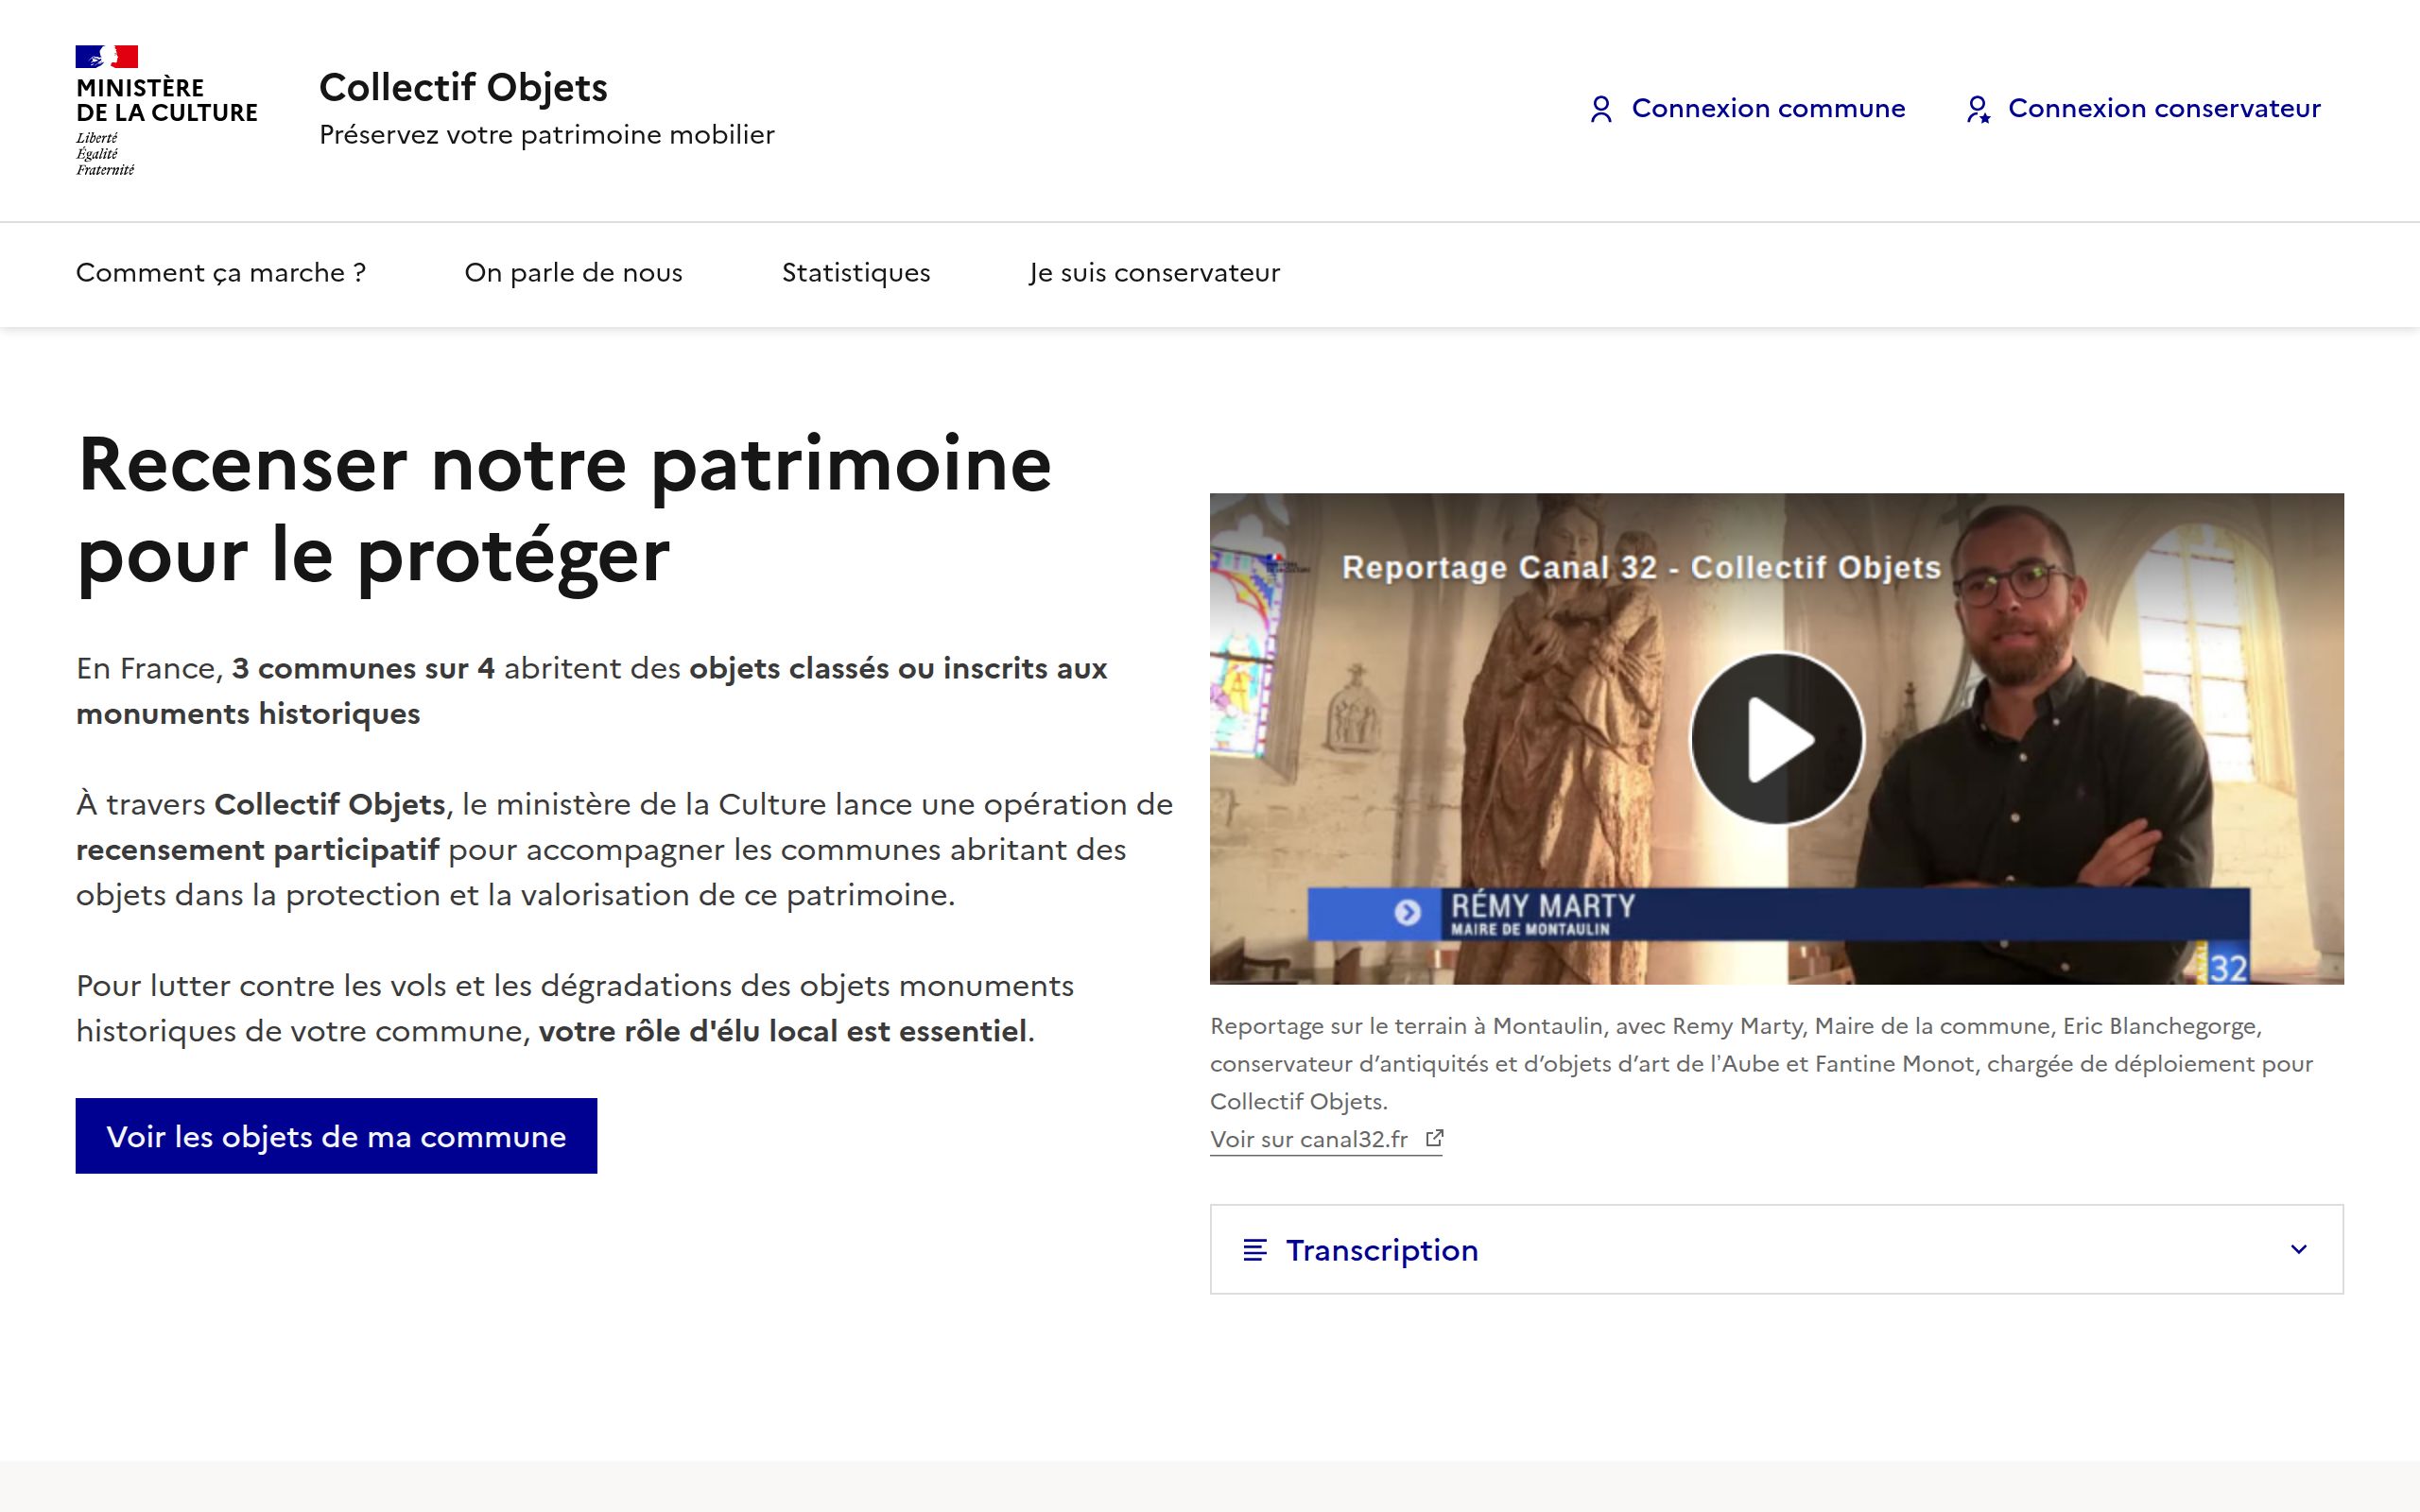 MINISTÈRE
DE LA CULTURE
Liberté
Égalité
Fraternité
Collectif Objets
Préservez votre patrimoine mobilier
Connexion commune
Connexion conservateur
Comment ça marche ?
On parle de nous
Statistiques
Je suis conservateur
Recenser notre patrimoine
pour le protéger
En France, 3 communes sur 4 abritent des objets classés ou inscrits aux
monuments historiques
À travers Collectif Objets, le ministère de la Culture lance une opération de
recensement participatif pour accompagner les communes abritant des
objets dans la protection et la valorisation de ce patrimoine.
Pour lutter contre les vols et les dégradations des objets monuments
historiques de votre commune, votre rôle d'élu local est essentiel.
Voir les objets de ma commune
Reportage Canal 32 - Collectif Objets
RÉMY MARTY
MAIRE DE MONTAULIN
CANAL 32
Reportage sur le terrain à Montaulin, avec Remy Marty, Maire de la commune, Eric Blanchegorge,
conservateur d’antiquités et d’objets d’art de l’Aube et Fantine Monot, chargée de déploiement pour
Collectif Objets.
Voir sur canal32.fr
Transcription